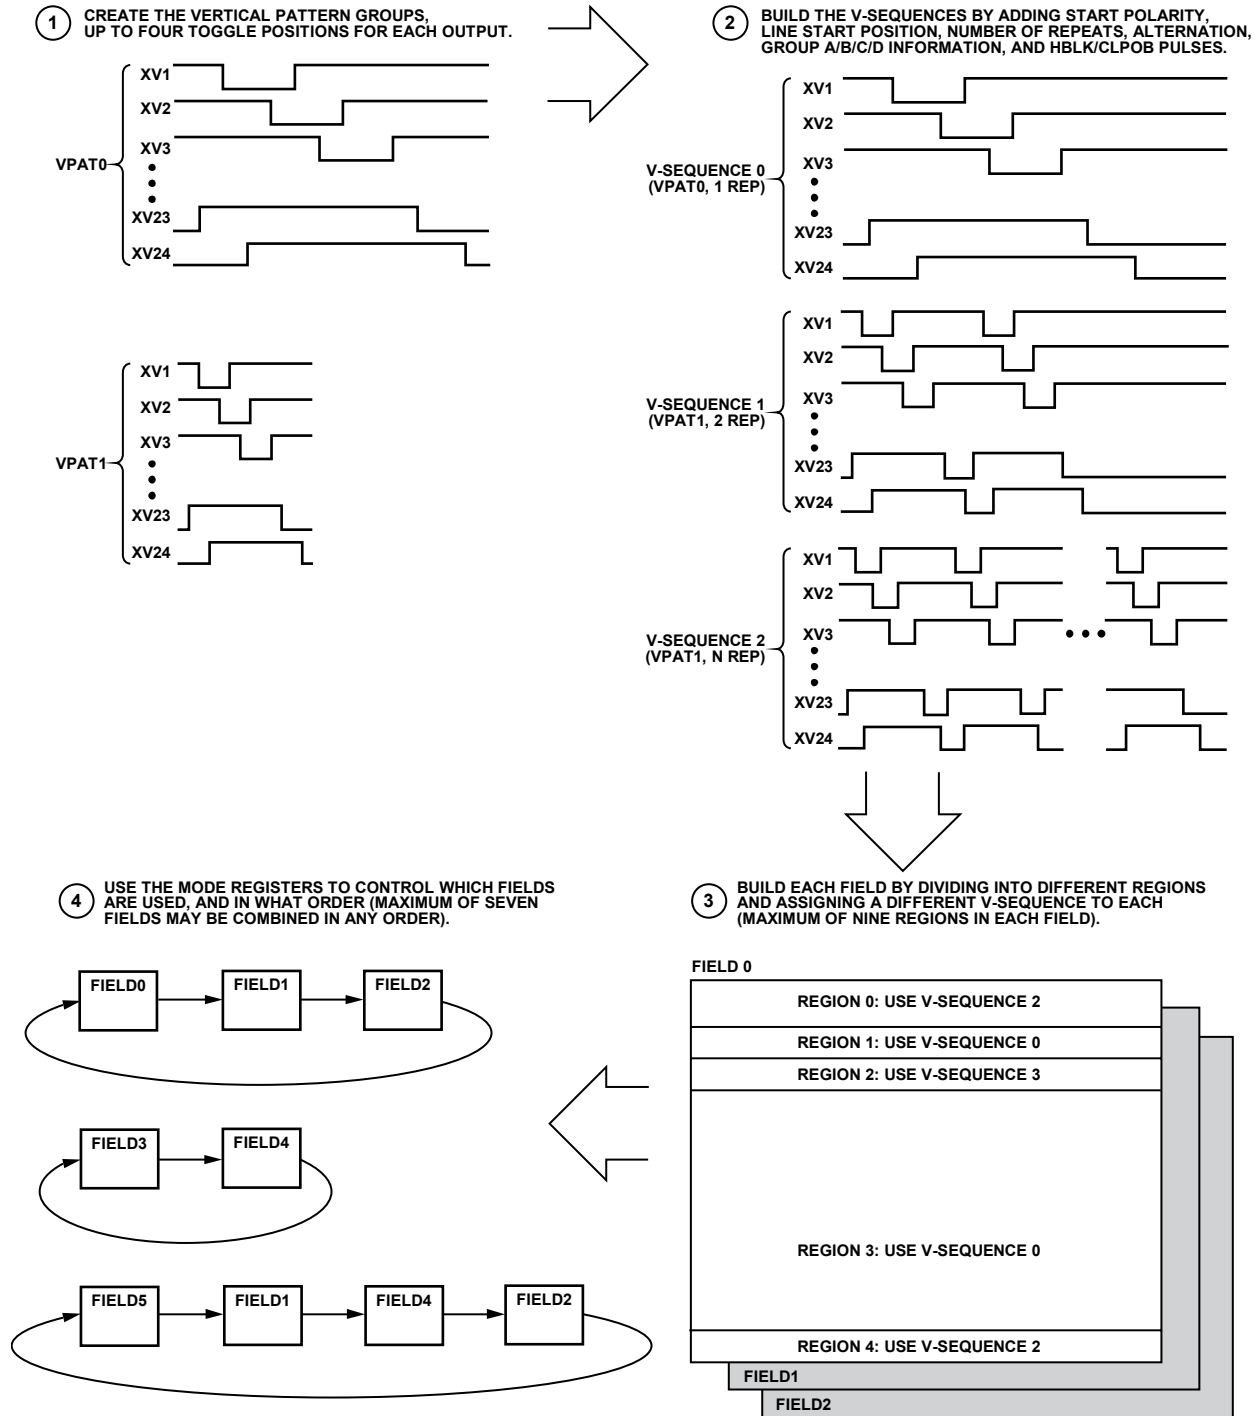 1 CREATE THE VERTICAL PATTERN GROUPS,
UP TO FOUR TOGGLE POSITIONS FOR EACH OUTPUT.
XV1
XV2
XV3
VPAT0
XV23
XV24
XV1
XV2
XV3
VPAT1
XV23
XV24
2 BUILD THE V-SEQUENCES BY ADDING START POLARITY,
LINE START POSITION, NUMBER OF REPEATS, ALTERNATION,
GROUP A/B/C/D INFORMATION, AND HBLK/CLPOB PULSES.
XV1
XV2
XV3
V-SEQUENCE 0
(VPAT0, 1 REP)
XV23
XV24
XV1
XV2
XV3
V-SEQUENCE 1
(VPAT1, 2 REP)
XV23
XV24
XV1
XV2
XV3
V-SEQUENCE 2
(VPAT1, N REP)
XV23
XV24
3 BUILD EACH FIELD BY DIVIDING INTO DIFFERENT REGIONS
AND ASSIGNING A DIFFERENT V-SEQUENCE TO EACH
(MAXIMUM OF NINE REGIONS IN EACH FIELD).
FIELD 0
REGION 0: USE V-SEQUENCE 2
REGION 1: USE V-SEQUENCE 0
REGION 2: USE V-SEQUENCE 3
REGION 3: USE V-SEQUENCE 0
REGION 4: USE V-SEQUENCE 2
FIELD1
FIELD2
4 USE THE MODE REGISTERS TO CONTROL WHICH FIELDS
ARE USED, AND IN WHAT ORDER (MAXIMUM OF SEVEN
FIELDS MAY BE COMBINED IN ANY ORDER).
FIELD0 FIELD1 FIELD2
FIELD3 FIELD4
FIELD5 FIELD1 FIELD4 FIELD2